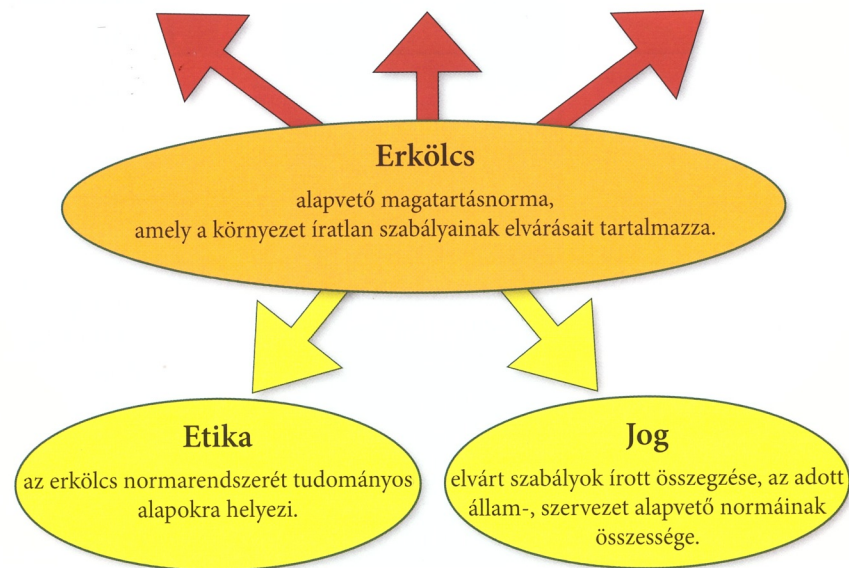 Erkölcs
alapvető magatartásnorma,
amely a környezet íratlan szabályainak elvárásait tartalmazza.
Etika
az erkölcs normarendszerét tudományos
alapokra helyezi.
Jog
elvárt szabályok írott összegzése, az adott
állam-, szervezet alapvető normáinak
összessége.